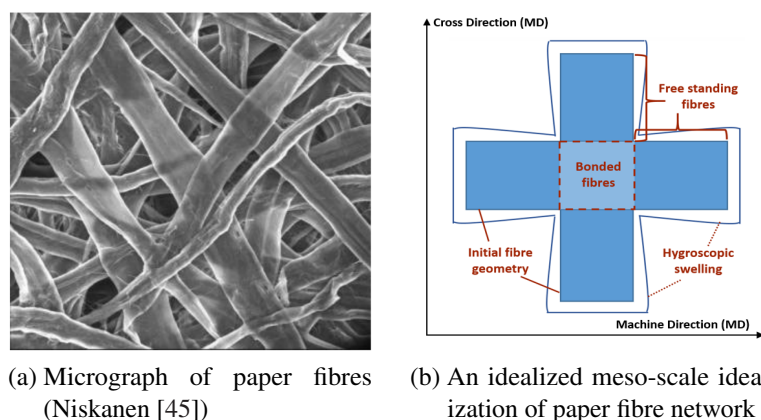 Cross Direction (MD)
Free standing
fibres
Bonded
fibres
Initial fibre
geometry
Hygroscopic
swelling
Machine Direction (MD)
(a) Micrograph of paper fibres
(Niskanen [45])
(b) An idealized meso-scale idea
ization of paper fibre network